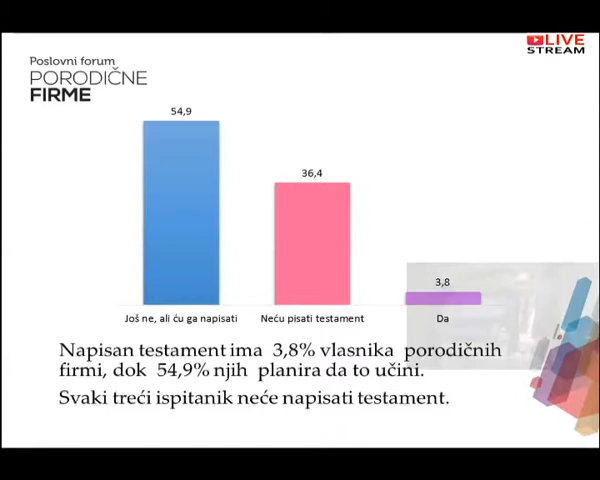 LIVE
STREAM
Poslovni forum
PORODIČNE
FIRME
54,9
36,4
3,8
Još ne, ali ću ga napisati
Neću pisati testament
Da
Napisan testament ima 3,8% vlasnika porodičnih
firmi, dok 54,9% njih planira da to učini.
Svaki treći ispitanik neće napisati testament.